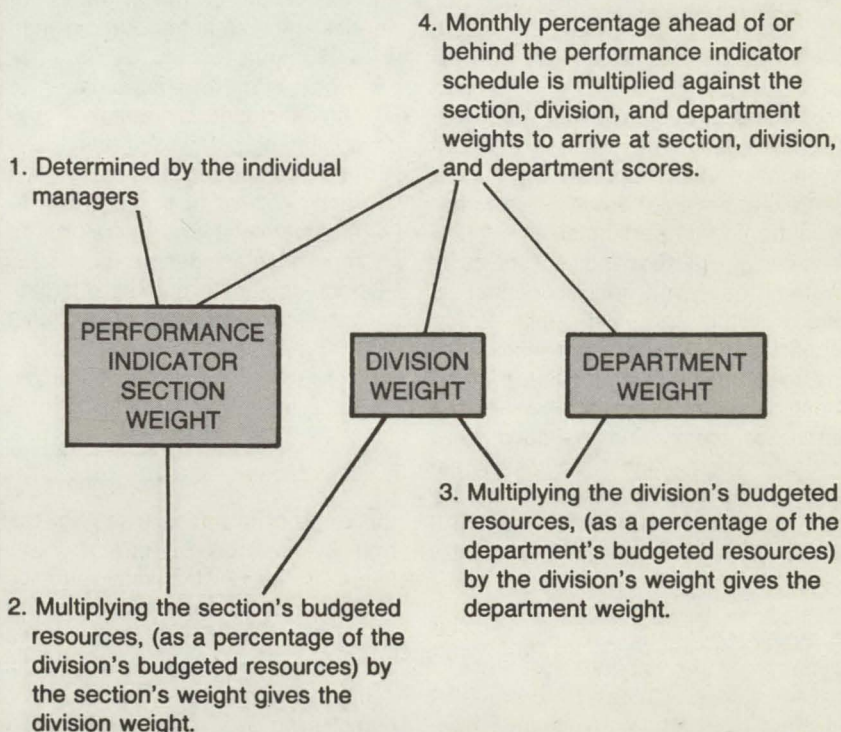 4. Monthly percentage ahead of or
behind the performance indicator
schedule is multiplied against the
section, division, and department
weights to arrive at section, division,
and department scores.
1. Determined by the individual
managers
PERFORMANCE
INDICATOR
SECTION
WEIGHT
DIVISION
WEIGHT
DEPARTMENT
WEIGHT
3. Multiplying the division's budgeted
resources, (as a percentage of the
department's budgeted resources)
by the division's weight gives the
department weight.
2. Multiplying the section's budgeted
resources, (as a percentage of the
division's budgeted resources) by
the section's weight gives the
division weight.